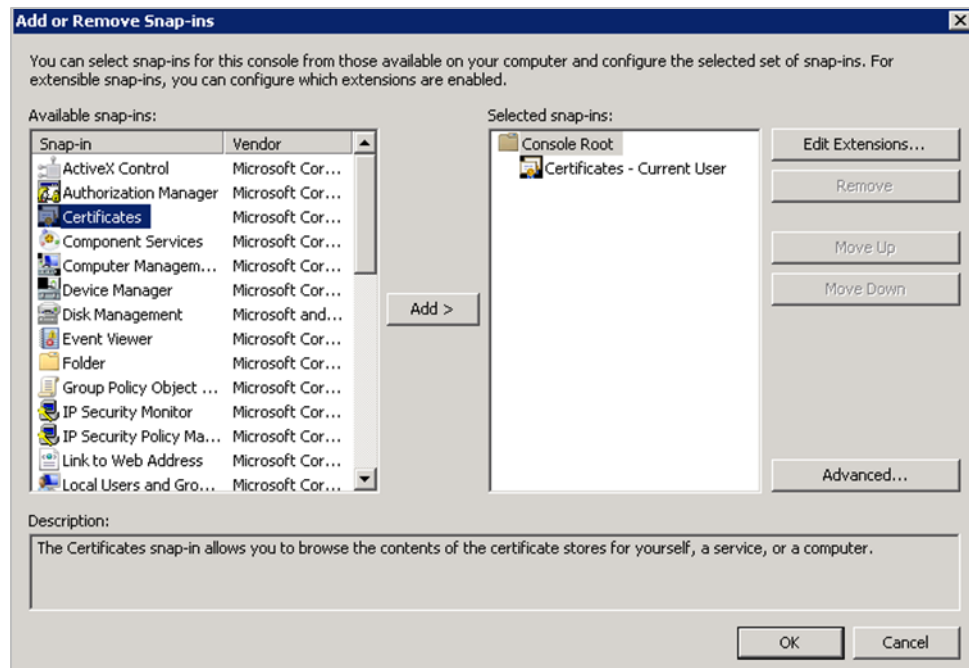 Add or Remove Snap-ins
You can select snap-ins for this console from those available on your computer and configure the selected set of snap-ins. For
extensible snap-ins, you can configure which extensions are enabled.
Available snap-ins:
Snap-in Vendor
ActiveX Control Microsoft Cor...
Authorization Manager Microsoft Cor...
Certificates Microsoft Cor...
Component Services Microsoft Cor...
Computer Managem... Microsoft Cor...
Device Manager Microsoft Cor...
Disk Management Microsoft and...
Event Viewer Microsoft Cor...
Folder Microsoft Cor...
Group Policy Object ... Microsoft Cor...
IP Security Monitor Microsoft Cor...
IP Security Policy Ma... Microsoft Cor...
Link to Web Address Microsoft Cor...
Local Users and Gro... Microsoft Cor...
Add >
Selected snap-ins:
Console Root
Certificates - Current User
Edit Extensions...
Remove
Move Up
Move Down
Advanced...
Description:
The Certificates snap-in allows you to browse the contents of the certificate stores for yourself, a service, or a computer.
OK
Cancel